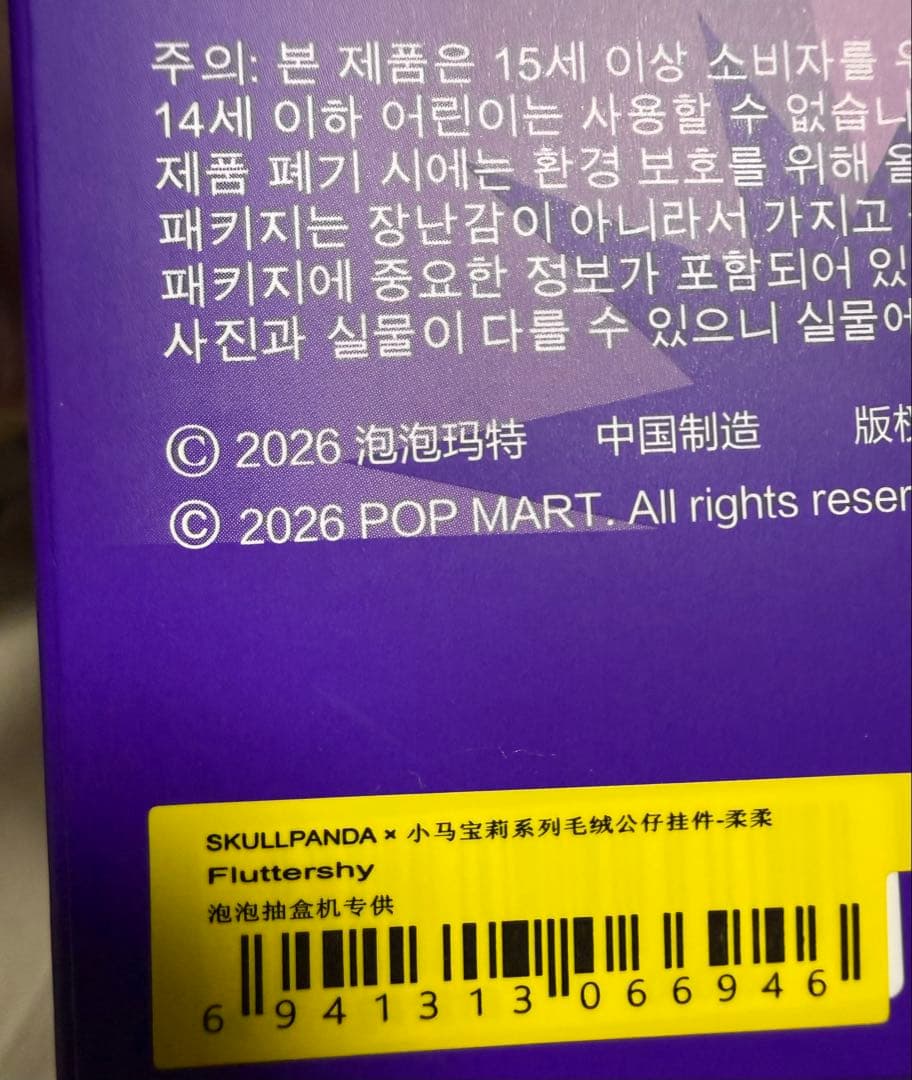 주의: 본 제품은 15세 이상 소비자를
14세 이하 어린이는 사용할 수 없습니
제품 폐기 시에는 환경 보호를 위해 올
패키지는 장난감이 아니라서 가지고
패키지에 중요한 정보가 포함되어 있
사진과 실물이 다를 수 있으니 실물에
© 2026 泡泡玛特 中国制造 版权
© 2026 POP MART. All rights reser
SKULLPANDA × 小马宝莉系列毛绒公仔挂件-柔柔
Fluttershy
泡泡抽盒机专供
6 941313 066946